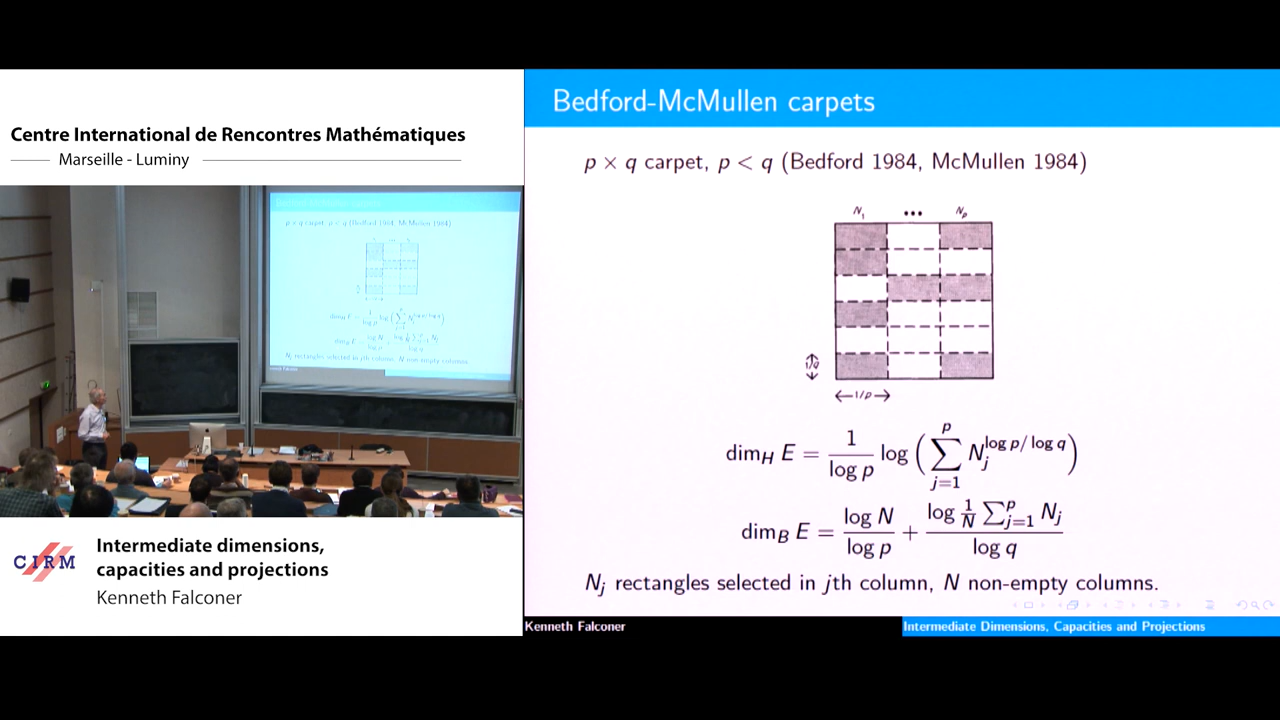 Centre International de Rencontres Mathématiques
Marseille - Luminy
CIRM
Intermediate dimensions,
capacities and projections
Kenneth Falconer
Bedford-McMullen carpets
p × q carpet, p < q (Bedford 1984, McMullen 1984)
N₁ ••• Nₚ
1/q
1/p
dim_H E = 1/log p log ( ∑_{j=1}^{p} N_j^{log p/ log q} )
dim_B E = log N/log p + log 1/N ∑_{j=1}^{p} N_j/log q
N_j rectangles selected in jth column, N non-empty columns.
Kenneth Falconer
Intermediate Dimensions, Capacities and Projections